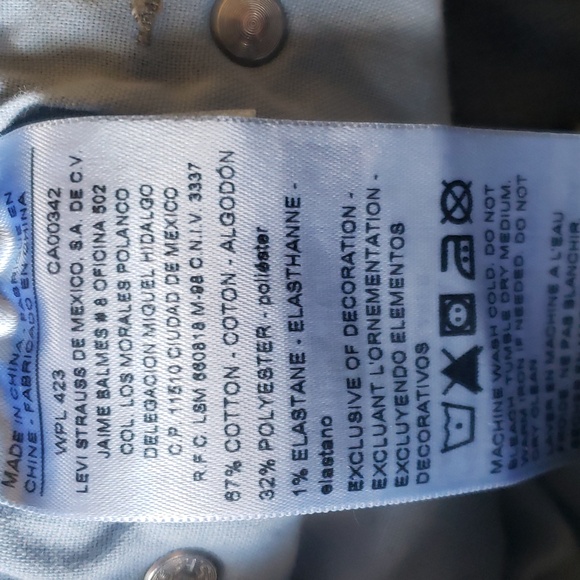 MADE IN CHINA
CHINE - FABRICADO EN CHINA
WPL 423 CA00342
LEVI STRAUSS DE MEXICO. S.A. DE C.V.
JAIME BALMES # 8 OFICINA 502
COL. LOS MORALES POLANCO
DELEGACION MIGUEL HIDALGO
C.P. 11510 CIUDAD DE MEXICO
R.F.C. LSM 660818 M-98 C.N.I.V. 3337
67% COTTON - COTON - ALGODÓN
32% POLYESTER - poliéster
1% ELASTANE - ELASTHANNE -
elastano
EXCLUSIVE OF DECORATION -
EXCLUANT L'ORNEMENTATION -
EXCLUYENDO ELEMENTOS
DECORATIVOS
MACHINE WASH COLD. DO NOT
BLEACH. TUMBLE DRY MEDIUM.
WARM IRON IF NEEDED. DO NOT
DRY CLEAN
LAVER EN MACHINE A L'EAU
NE PAS BLANCHIR